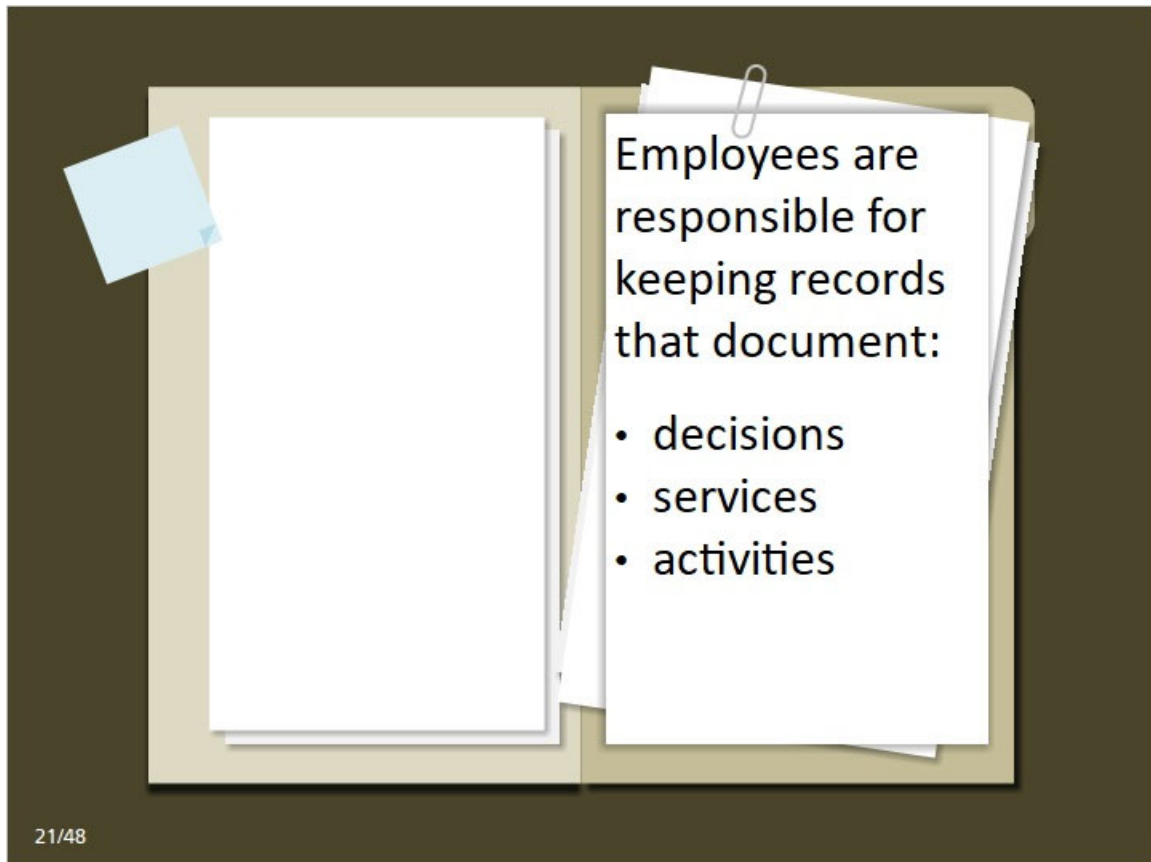 Employees are
responsible for
keeping records
that document:
• decisions
• services
• activities
21/48